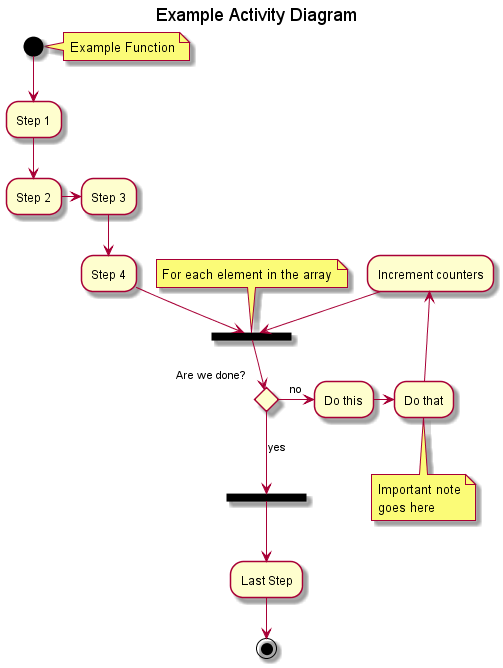 Example Activity Diagram
Example Function
Step 1
Step 2
Step 3
Step 4
For each element in the array
Increment counters
Are we done?
no
Do this
Do that
yes
Important note
goes here
Last Step